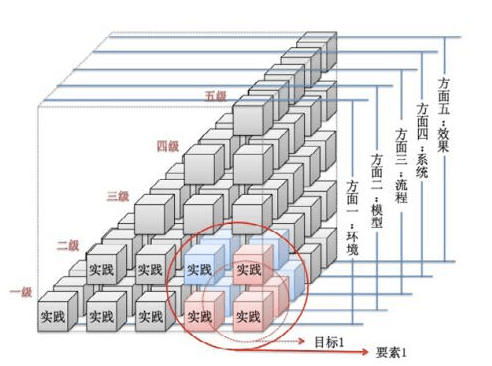 五级
四级
三级
二级
一级
实践 实践 实践 实践
实践 实践 实践 实践 实践
方面一：环境
方面二：模型
方面三：流程
方面四：系统
方面五：效果
目标1
要素1